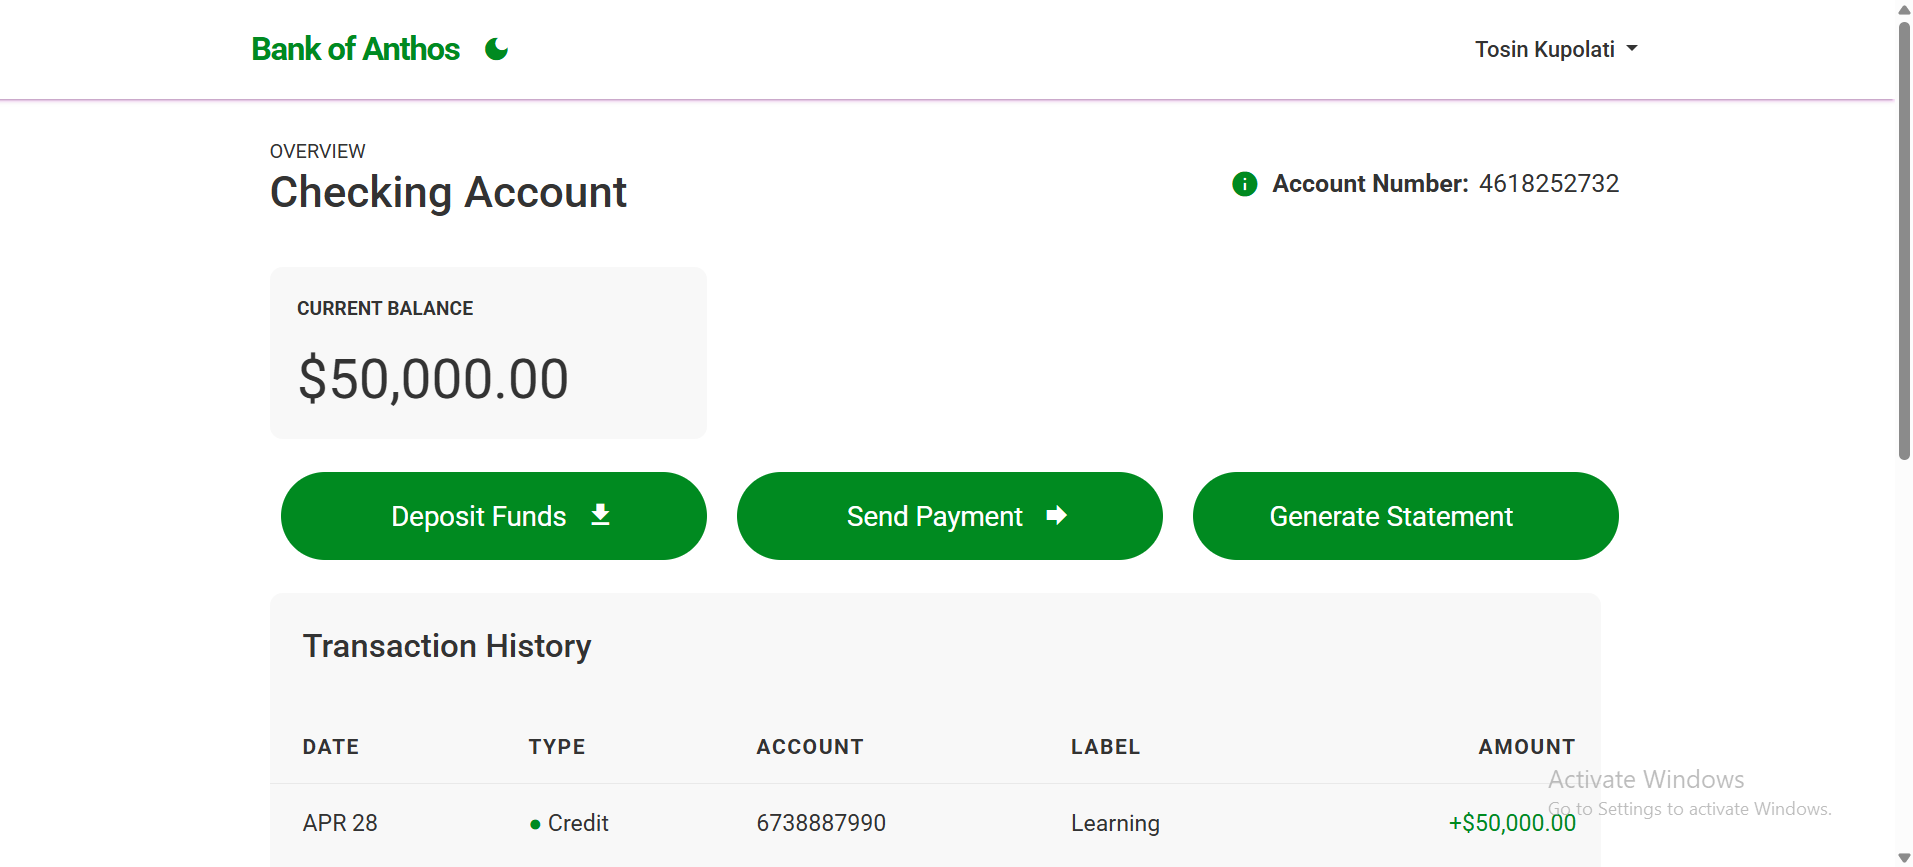 Bank of Anthos
Tosin Kupolati
OVERVIEW
Checking Account
Account Number: 4618252732
CURRENT BALANCE
$50,000.00
Deposit Funds
Send Payment
Generate Statement
Transaction History
DATE TYPE ACCOUNT LABEL AMOUNT
APR 28 Credit 6738887990 Learning +$50,000.00
Activate Windows
Go to Settings to activate Windows.